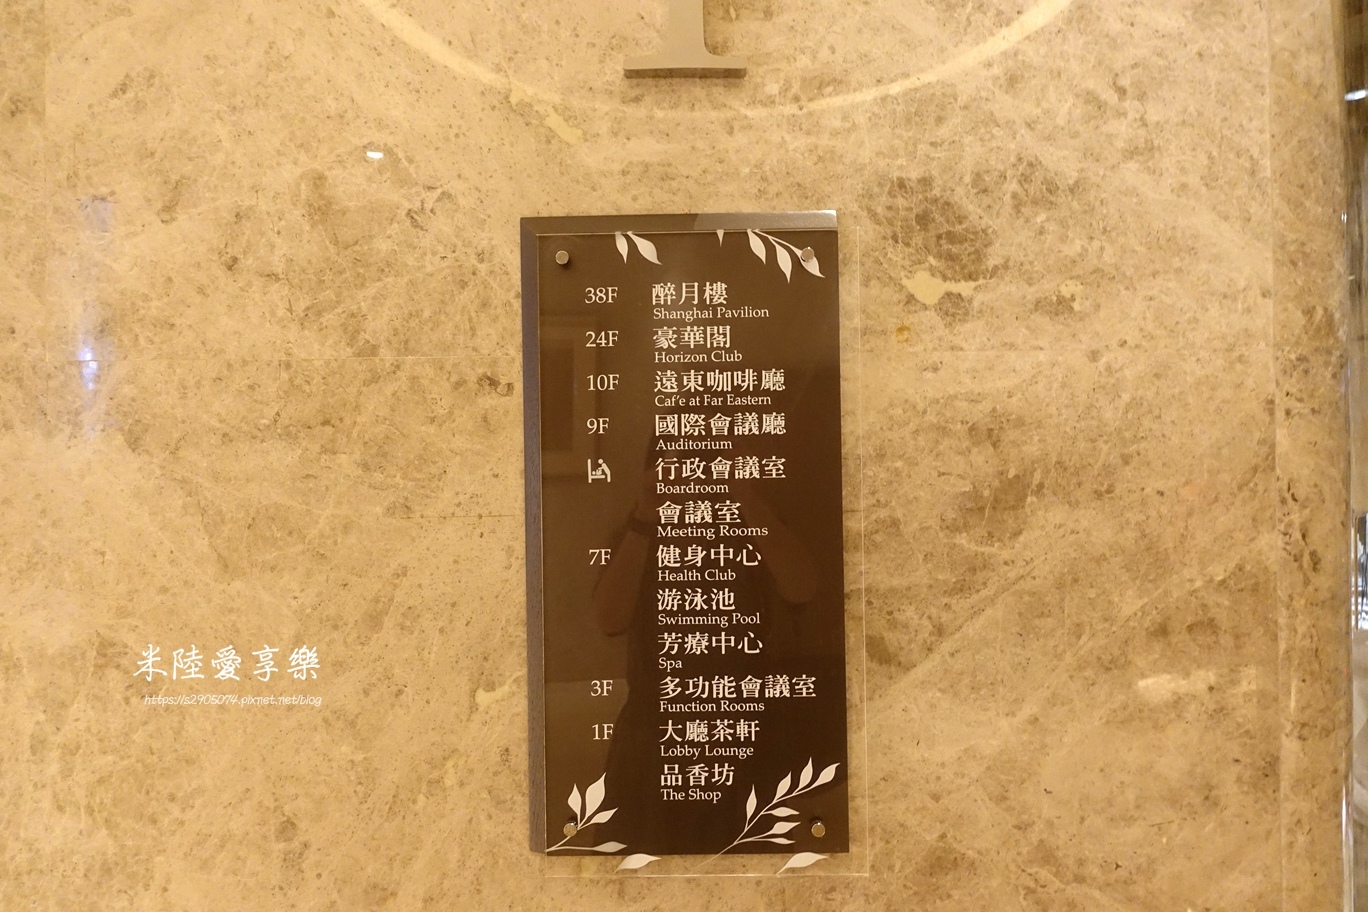 1
38F 醉月樓
Shanghai Pavilion
24F 豪華閣
Horizon Club
10F 遠東咖啡廳
Caf'e at Far Eastern
9F 國際會議廳
Auditorium
行政會議室
Boardroom
會議室
Meeting Rooms
7F 健身中心
Health Club
游泳池
Swimming Pool
芳療中心
Spa
3F 多功能會議室
Function Rooms
1F 大廳茶軒
Lobby Lounge
品香坊
The Shop
米陸愛享樂
https://s2905074.pixnet.net/blog